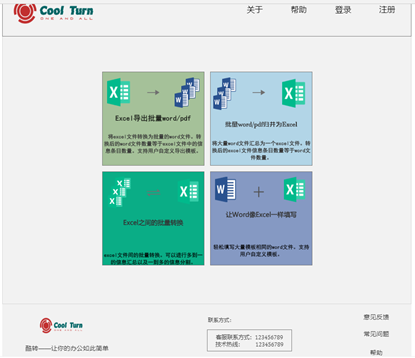 Cool Turn
ONE AND ALL
关于 帮助 登录 注册
Excel导出批量word/pdf
将excel文件转换为批量的word文件。转
换后的word文件数量等于excel文件中的信
息条目数量。支持用户自定义导出模板。
批量word/pdf归并为Excel
将大量word文件汇总为一个excel文件。转
换后的excel文件信息条目数量等于word文
件数量。
Excel之间的批量转换
excel文件间的批量转换。可以进行多到一
的信息汇总以及一到多的信息分割。
让Word像Excel一样填写
轻松填写大量模板相同的word文件。支持
用户自定义模板。
Cool Turn
ONE AND ALL
酷转——让你的办公如此简单
联系方式:
客服联系方式: 123456789
技术热线: 123456789
意见反馈
常见问题
帮助